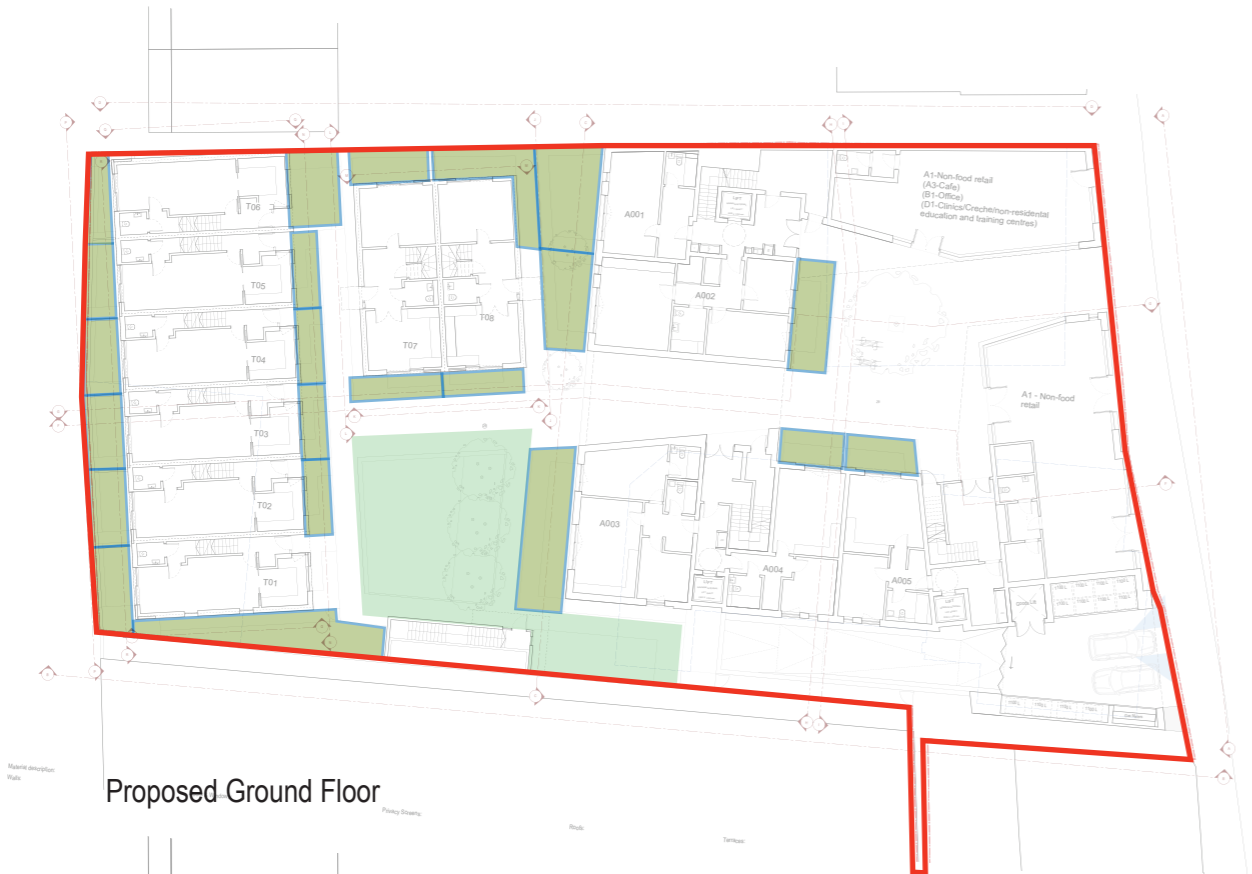 A1-Non-food retail
(A3-Cafe)
(B1-Office)
(D1-Clinics/Creche/non-residental
education and training centres)
T06
A001
T05
A002
T08
T07
T04
A1 - Non-food
retail
T03
T02
A003
A004
A005
T01
Material description:
Walls:
Proposed Ground Floor
Privacy Screens:
Roofs:
Terraces: